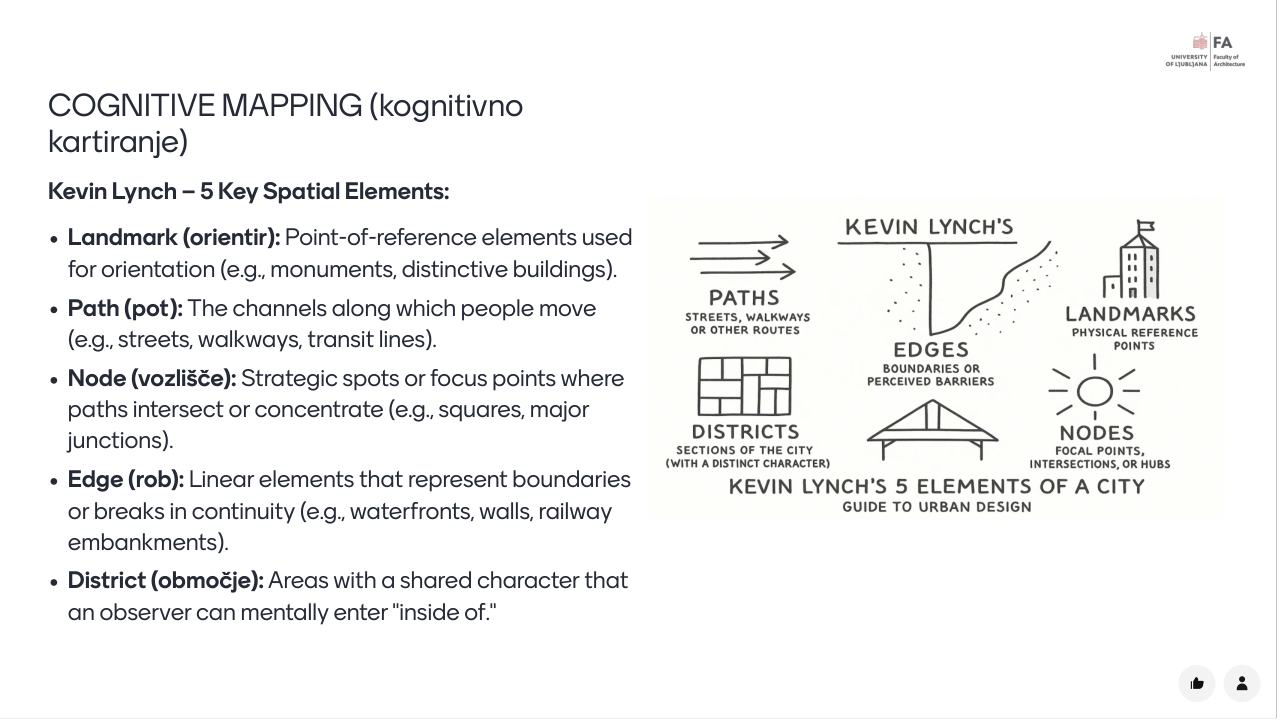 UNIVERSITY
OF LJUBLJANA
FA
Faculty of
Architecture
COGNITIVE MAPPING (kognitivno
kartiranje)
Kevin Lynch – 5 Key Spatial Elements:
• Landmark (orientir): Point-of-reference elements used
for orientation (e.g., monuments, distinctive buildings).
• Path (pot): The channels along which people move
(e.g., streets, walkways, transit lines).
• Node (vozlišče): Strategic spots or focus points where
paths intersect or concentrate (e.g., squares, major
junctions).
• Edge (rob): Linear elements that represent boundaries
or breaks in continuity (e.g., waterfronts, walls, railway
embankments).
• District (območje): Areas with a shared character that
an observer can mentally enter "inside of."
KEVIN LYNCH'S
PATHS
STREETS, WALKWAYS
OR OTHER ROUTES
EDGES
BOUNDARIES OR
PERCEIVED BARRIERS
LANDMARKS
PHYSICAL REFERENCE
POINTS
DISTRICTS
SECTIONS OF THE CITY
(WITH A DISTINCT CHARACTER)
NODES
FOCAL POINTS,
INTERSECTIONS, OR HUBS
KEVIN LYNCH'S 5 ELEMENTS OF A CITY
GUIDE TO URBAN DESIGN